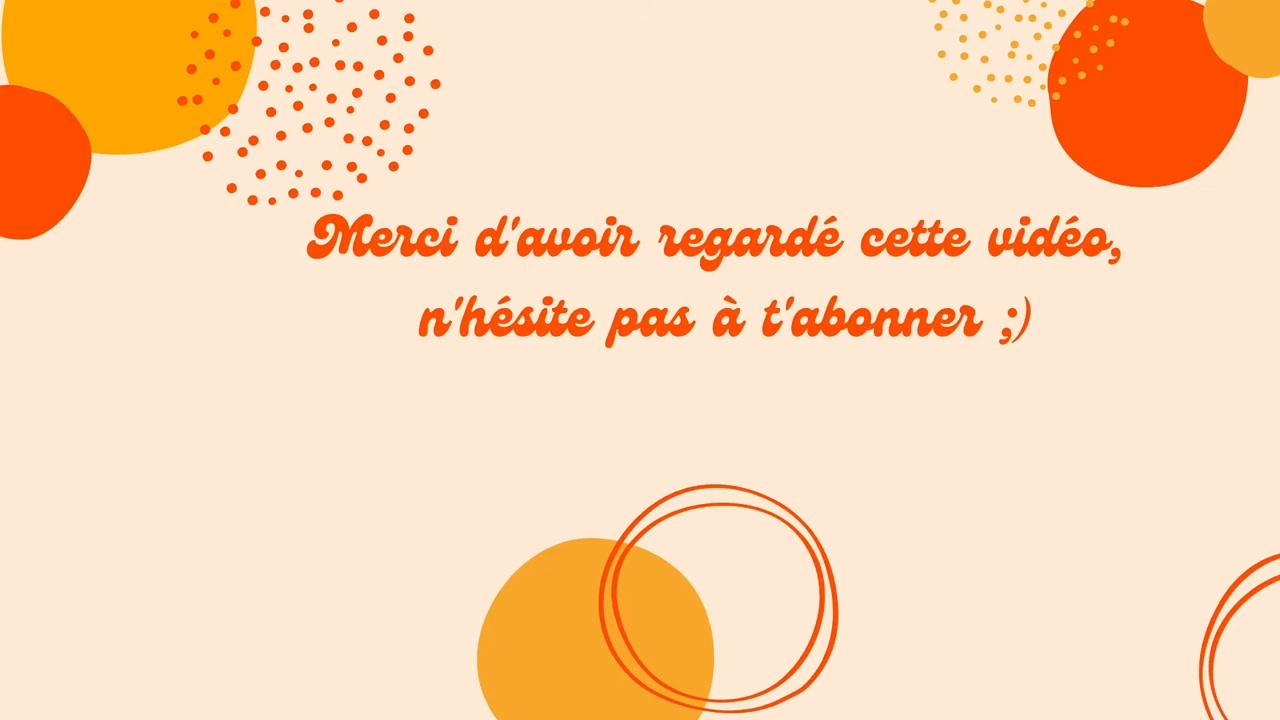 Merci d'avoir regardé cette vidéo,
n'hésite pas à t'abonner ;)